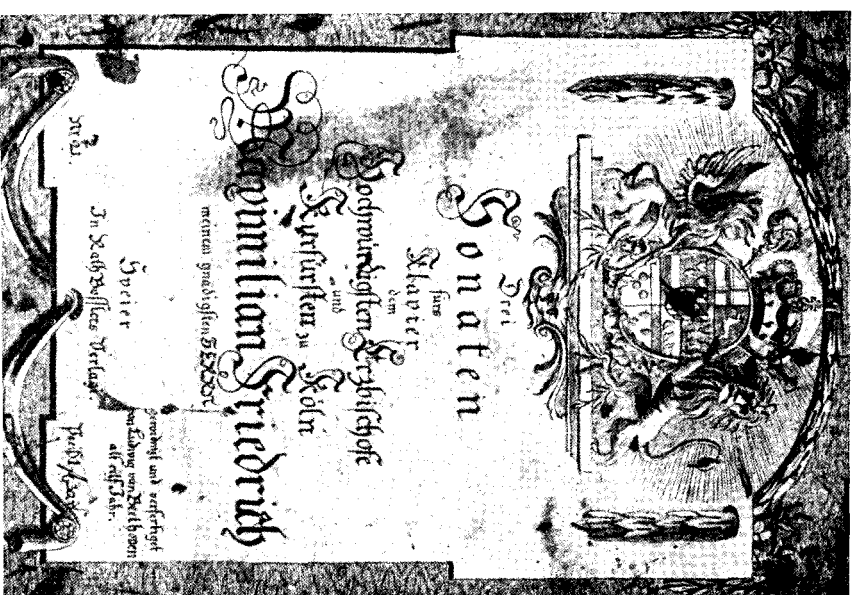 Drei
Sonaten
fürs
Klavier
dem
Hochwürdigsten Erzbischofe
und
Kurfürsten zu Köln
Maximilian Friedrich
meinem gnädigsten HERRN
gewidmet und verfertiget
von Ludwig van Beethoven
alt eilf Jahr.
Speier
In Rath Bosslers Verlage.